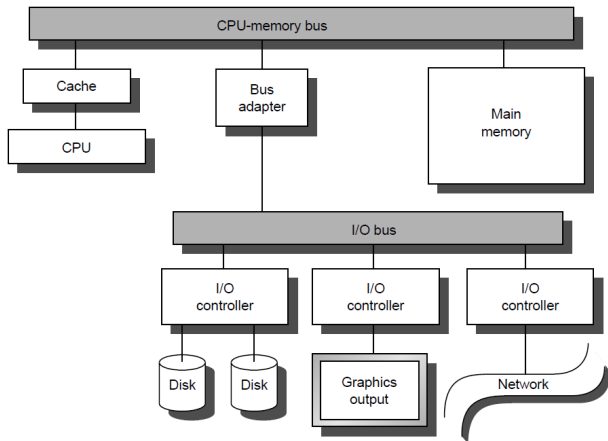 CPU-memory bus
Cache
Bus
adapter
Main
memory
CPU
I/O bus
I/O
controller
I/O
controller
I/O
controller
Disk
Disk
Graphics
output
Network